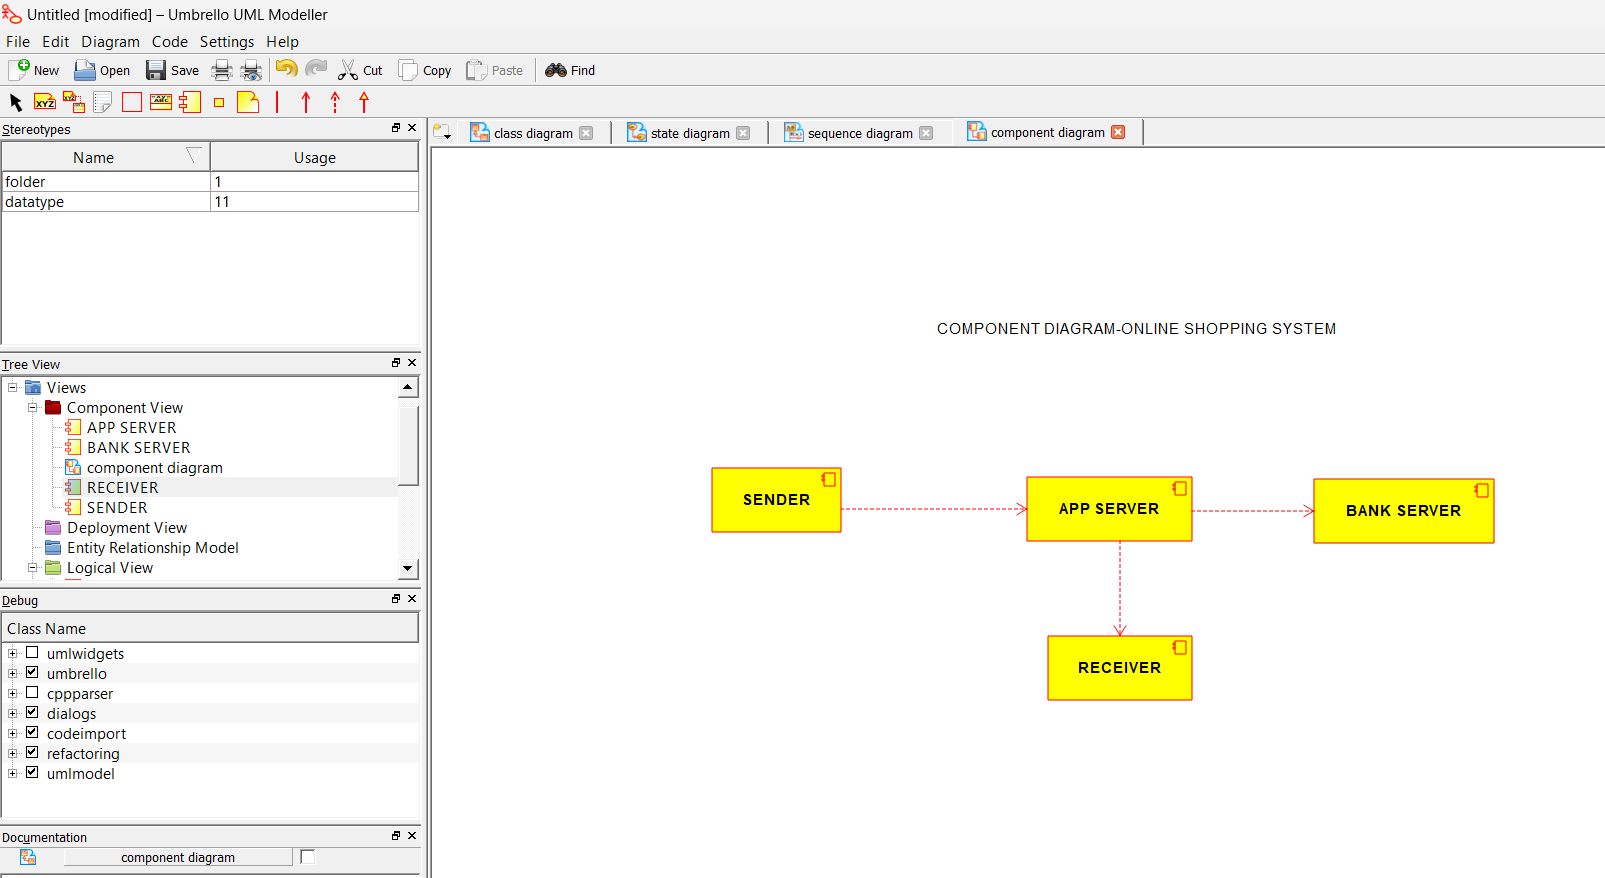 Untitled [modified] – Umbrello UML Modeller
File Edit Diagram Code Settings Help
New Open Save Cut Copy Paste Find
XYZ XYZ
Stereotypes
Name Usage
folder 1
datatype 11
Tree View
Views
Component View
APP SERVER
BANK SERVER
component diagram
RECEIVER
SENDER
Deployment View
Entity Relationship Model
Logical View
Debug
Class Name
umlwidgets
umbrello
cppparser
dialogs
codeimport
refactoring
umlmodel
Documentation
component diagram
class diagram state diagram sequence diagram component diagram
COMPONENT DIAGRAM-ONLINE SHOPPING SYSTEM
SENDER
APP SERVER
BANK SERVER
RECEIVER